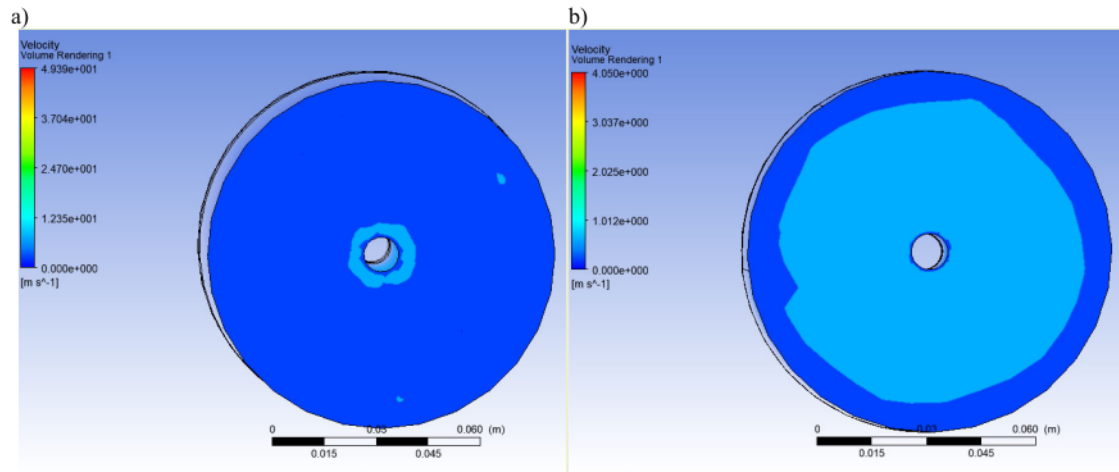 a)
Velocity
Volume Rendering 1
4.939e+001
3.704e+001
2.470e+001
1.235e+001
0.000e+000
[m s^-1]
0 0.03 0.060 (m)
0.015 0.045
b)
Velocity
Volume Rendering 1
4.050e+000
3.037e+000
2.025e+000
1.012e+000
0.000e+000
[m s^-1]
0 0.03 0.060 (m)
0.015 0.045